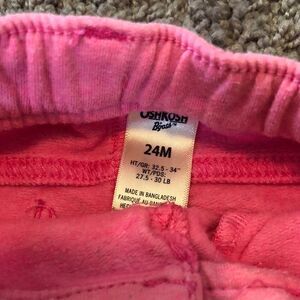 OSHKOSH
B'gosh
24M
HT/GR: 32.5 - 34"
WT/PDS:
27.5 - 30 LB
MADE IN BANGLADESH
FABRIQUÉ AU BANGLADESH